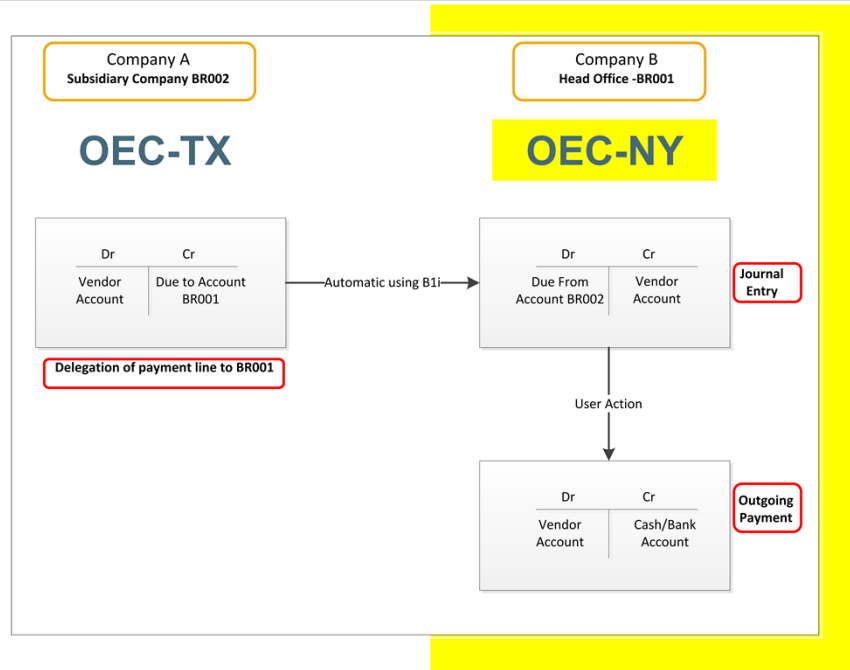 Company A
Subsidiary Company BR002
Company B
Head Office -BR001
OEC-TX
OEC-NY
Dr
Cr
Vendor
Account
Due to Account
BR001
Automatic using B1i
Dr
Cr
Due From
Account BR002
Vendor
Account
Journal
Entry
Delegation of payment line to BR001
User Action
Dr
Cr
Vendor
Account
Cash/Bank
Account
Outgoing
Payment